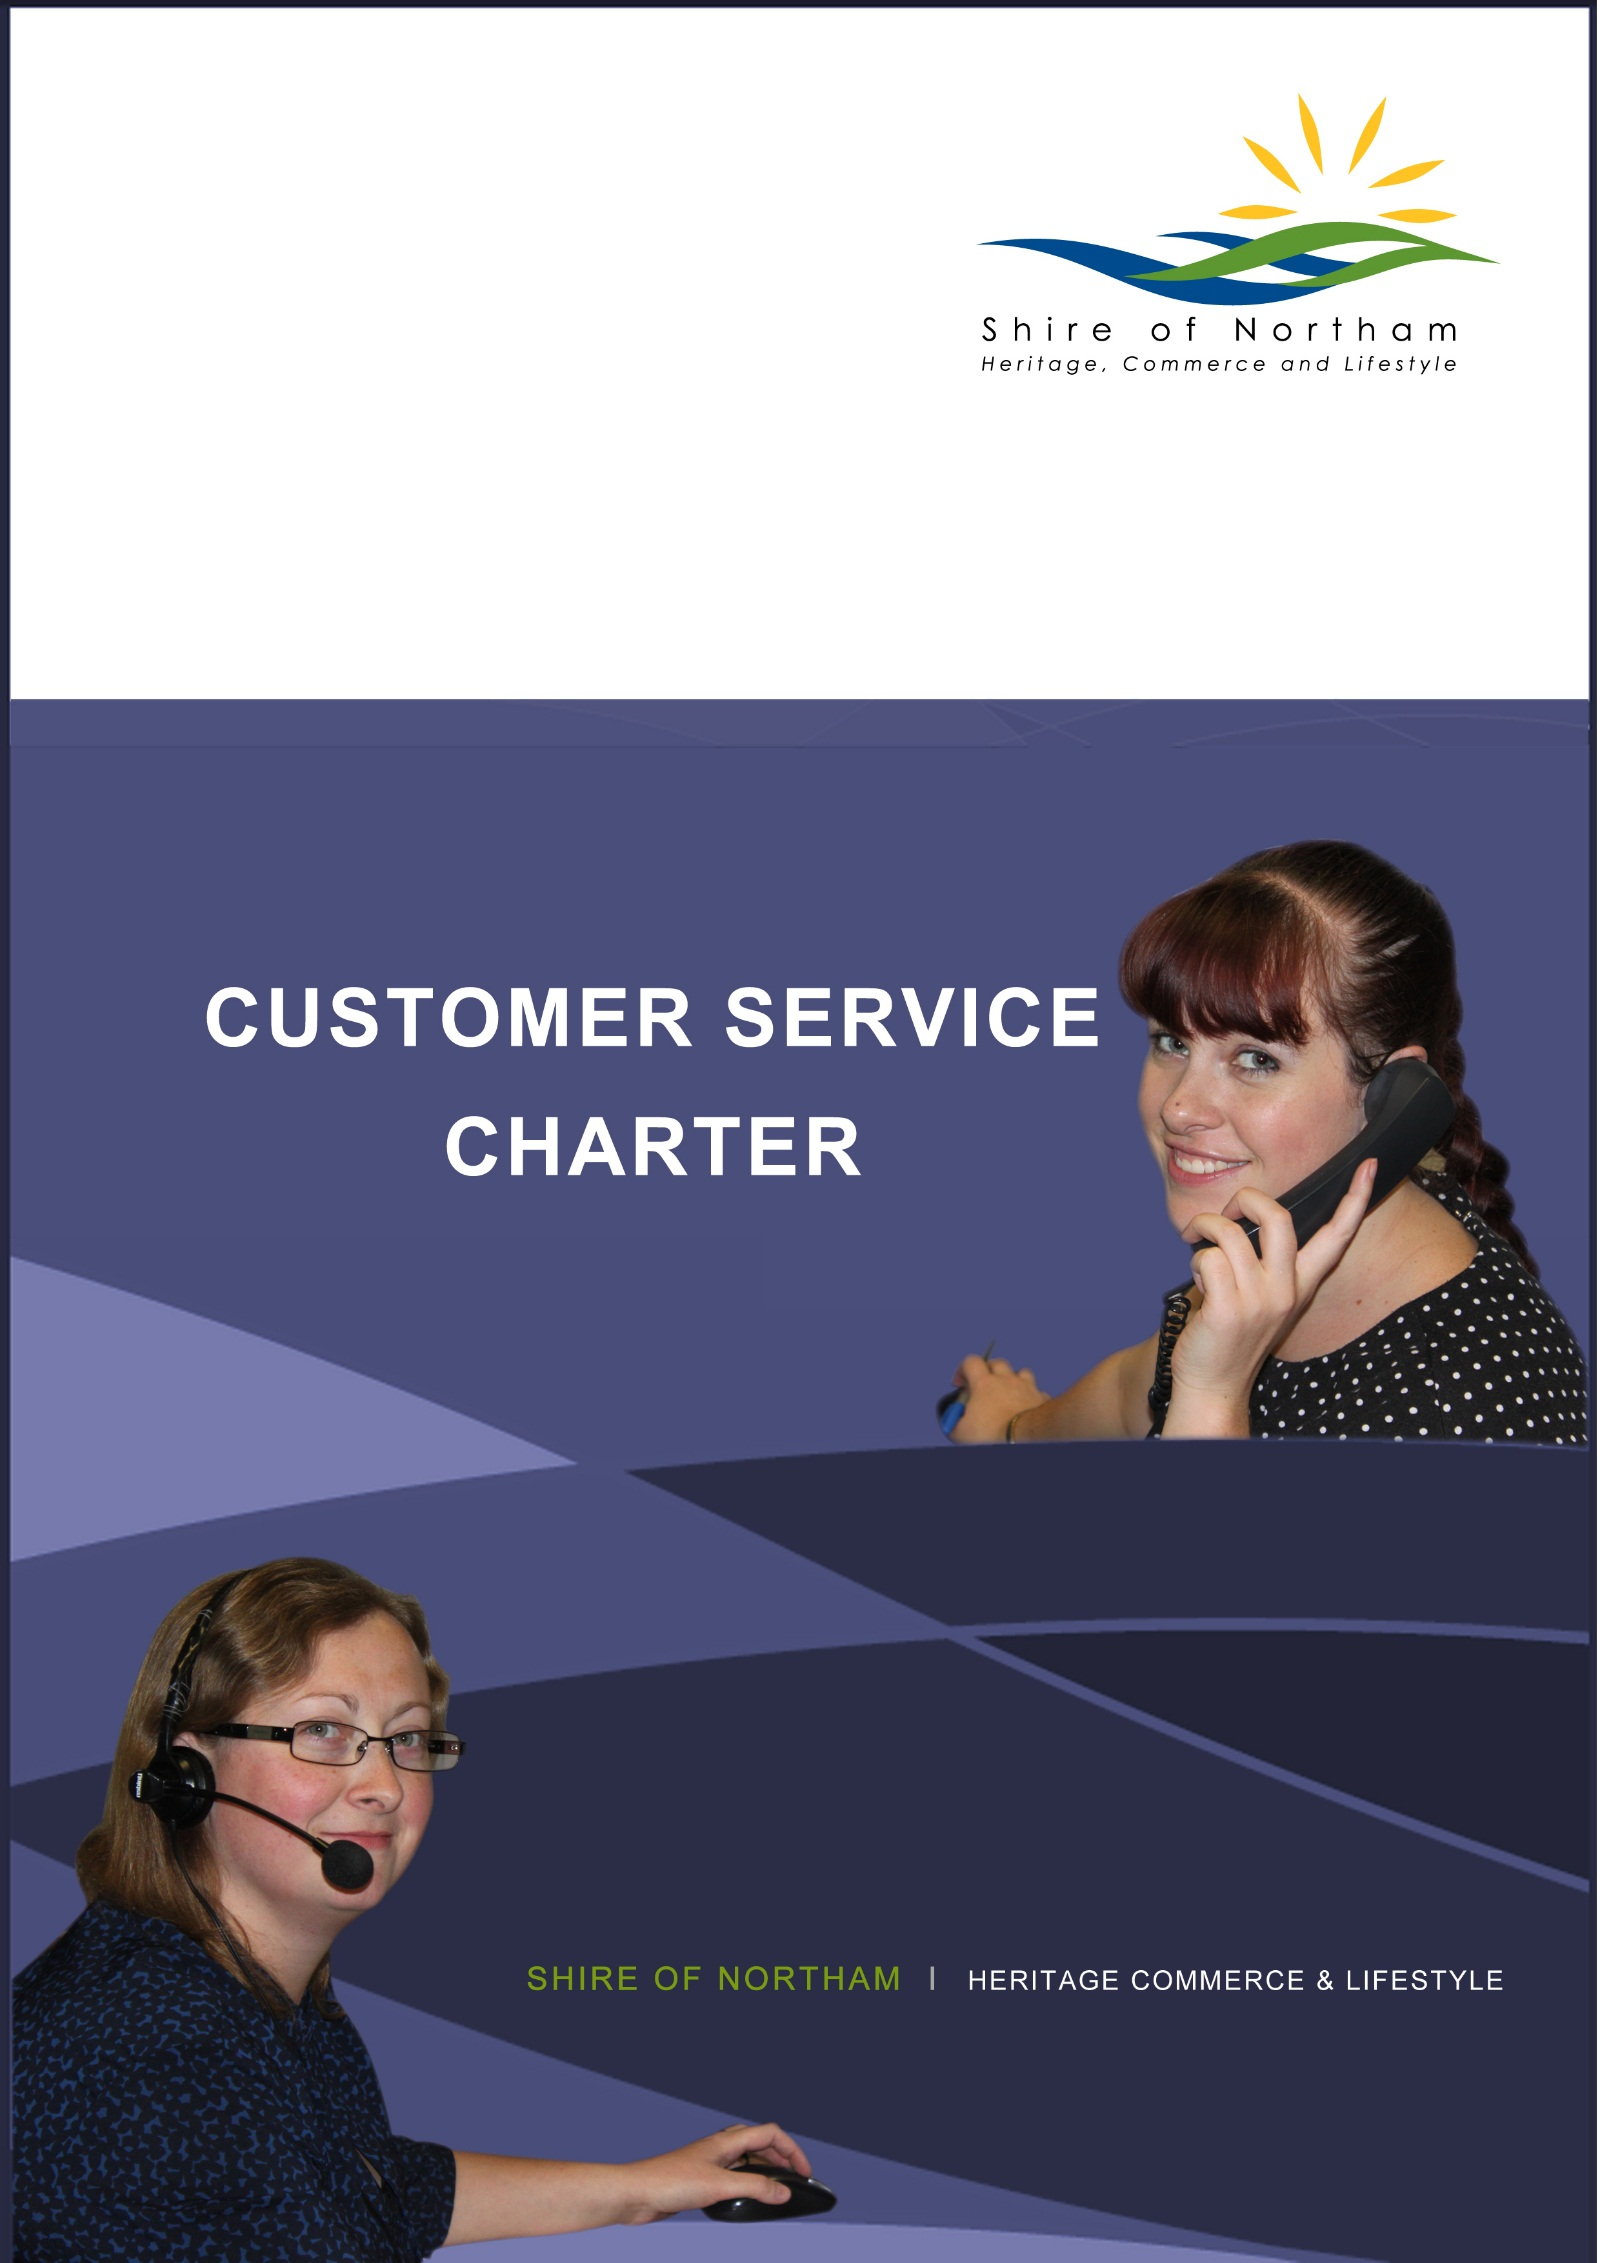 Shire of Northam
Heritage, Commerce and Lifestyle
CUSTOMER SERVICE
CHARTER
SHIRE OF NORTHAM | HERITAGE COMMERCE & LIFESTYLE